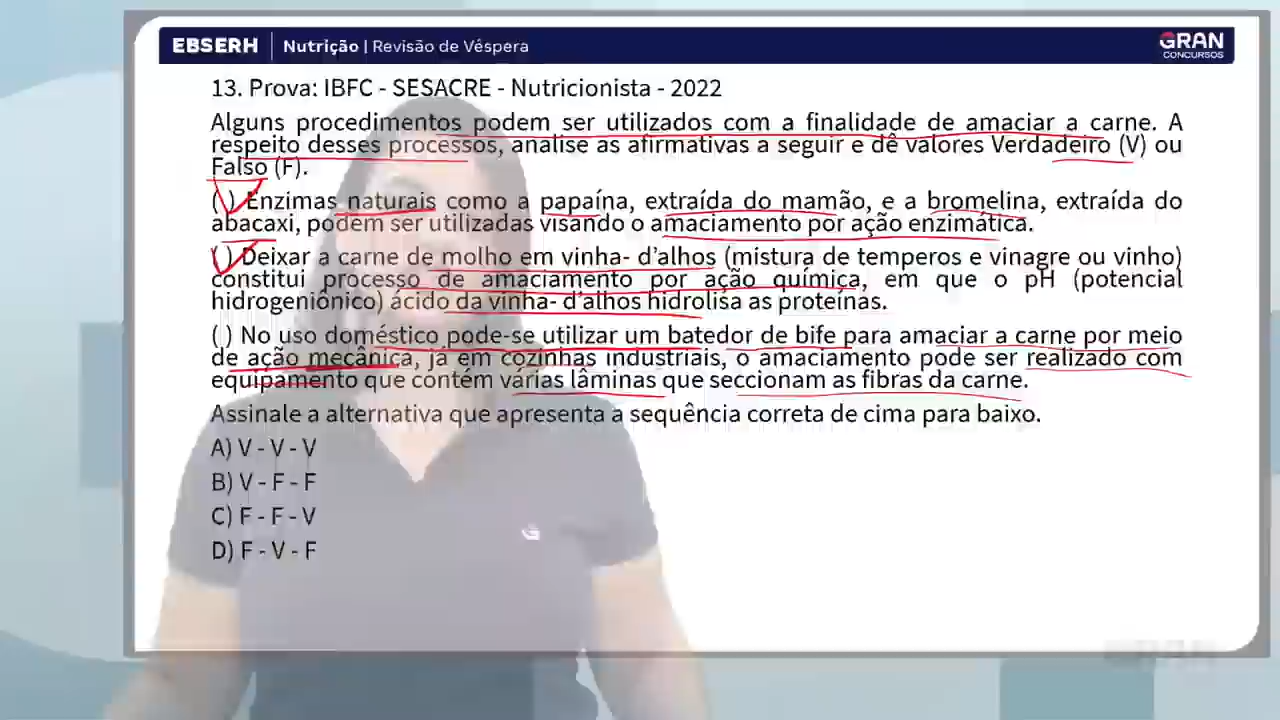 EBSERH | Nutrição | Revisão de Véspera
GRAN
CONCURSOS
13. Prova: IBFC - SESACRE - Nutricionista - 2022
Alguns procedimentos podem ser utilizados com a finalidade de amaciar a carne. A
respeito desses processos, analise as afirmativas a seguir e dê valores Verdadeiro (V) ou
Falso (F).
( ) Enzimas naturais como a papaína, extraída do mamão, e a bromelina, extraída do
abacaxi, podem ser utilizadas visando o amaciamento por ação enzimática.
( ) Deixar a carne de molho em vinha- d’alhos (mistura de temperos e vinagre ou vinho)
constitui processo de amaciamento por ação química, em que o pH (potencial
hidrogeniônico) ácido da vinha- d’alhos hidrolisa as proteínas.
( ) No uso doméstico pode-se utilizar um batedor de bife para amaciar a carne por meio
de ação mecânica, já em cozinhas industriais, o amaciamento pode ser realizado com
equipamento que contém várias lâminas que seccionam as fibras da carne.
Assinale a alternativa que apresenta a sequência correta de cima para baixo.
A) V - V - V
B) V - F - F
C) F - F - V
D) F - V - F